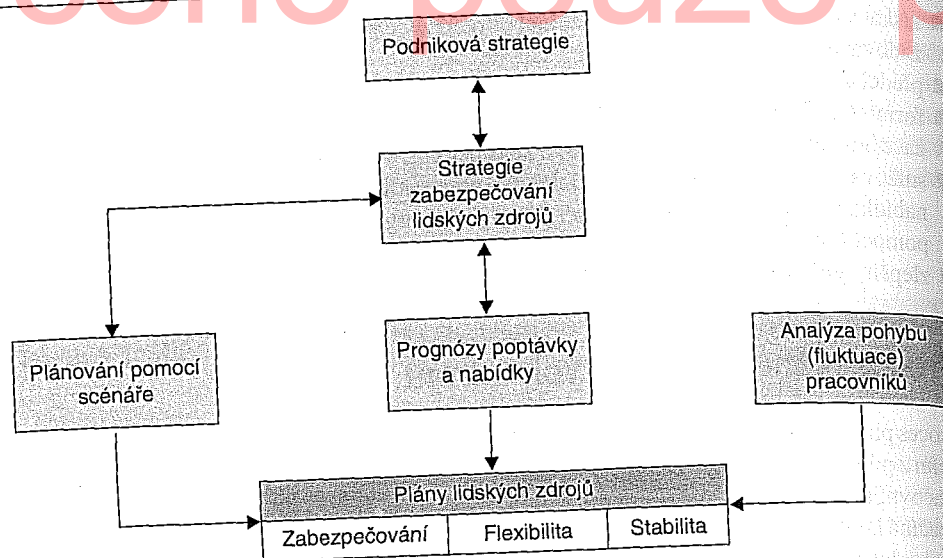 Podniková strategie
Strategie
zabezpečování
lidských zdrojů
Plánování pomocí
scénáře
Prognózy poptávky
a nabídky
Analýza pohybu
(fluktuace)
pracovníků
Plány lidských zdrojů
Zabezpečování Flexibilita Stabilita